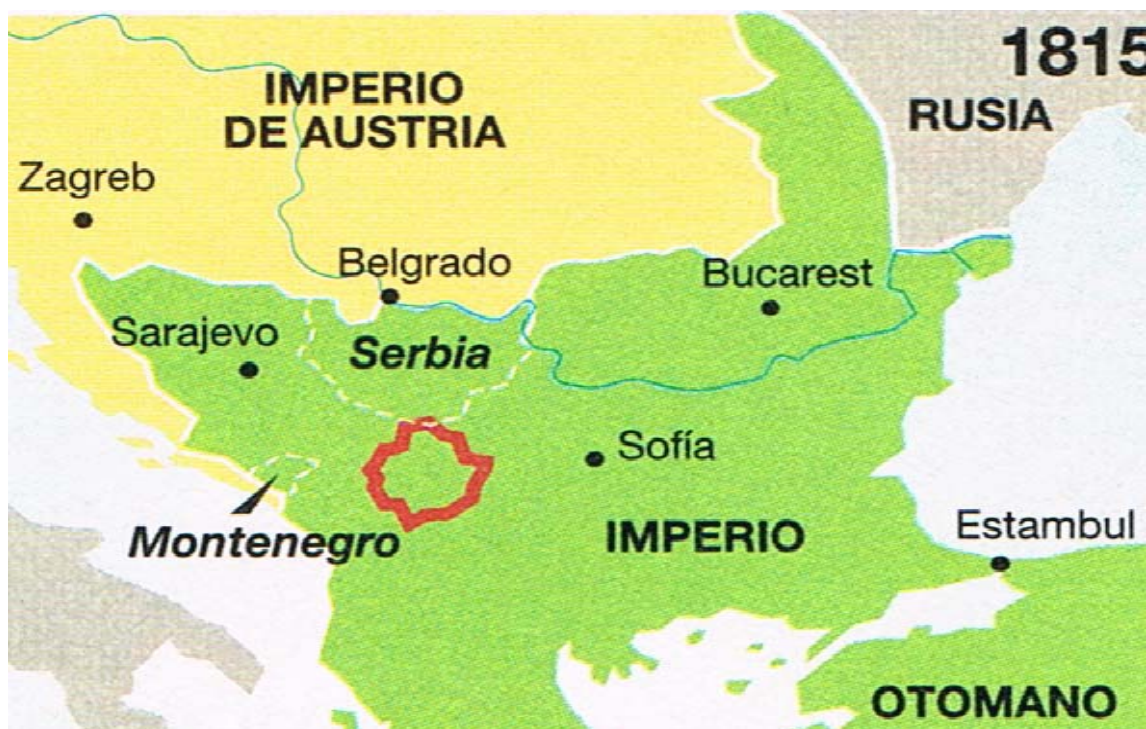 1815
IMPERIO
DE AUSTRIA
RUSIA
Zagreb
Belgrado
Bucarest
Sarajevo
Serbia
Sofía
Montenegro
IMPERIO
Estambul
OTOMANO